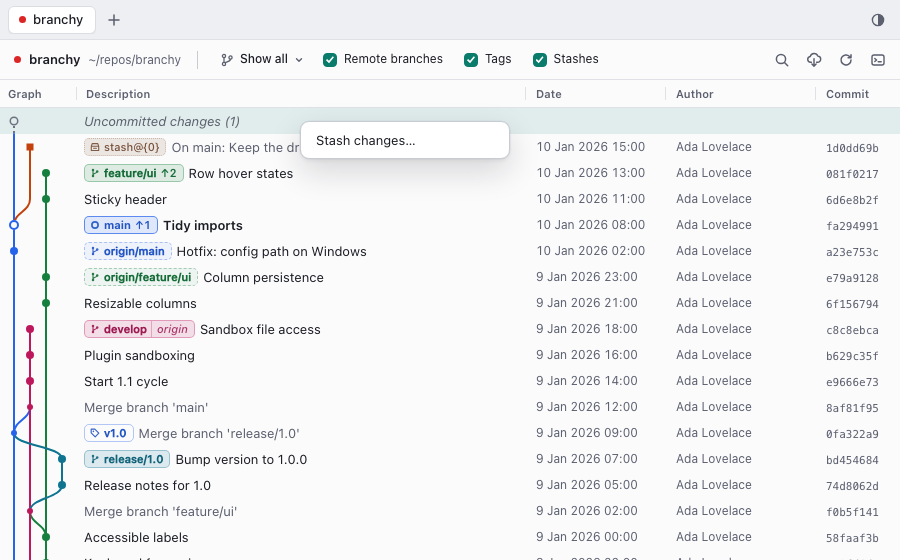 branchy
branchy ~/repos/branchy Show all Remote branches Tags Stashes
Graph Description Date Author Commit
Uncommitted changes (1)
Stash changes…
stash@{0} On main: Keep the 10 Jan 2026 15:00 Ada Lovelace 1d0dd69b
feature/ui ↑2 Row hover states 10 Jan 2026 13:00 Ada Lovelace 081f0217
Sticky header 10 Jan 2026 11:00 Ada Lovelace 6d6e8b2f
main ↑1 Tidy imports 10 Jan 2026 08:00 Ada Lovelace fa294991
origin/main Hotfix: config path on Windows 10 Jan 2026 02:00 Ada Lovelace a23e753c
origin/feature/ui Column persistence 9 Jan 2026 23:00 Ada Lovelace e79a9128
Resizable columns 9 Jan 2026 21:00 Ada Lovelace 6f156794
develop origin Sandbox file access 9 Jan 2026 18:00 Ada Lovelace c8c8ebca
Plugin sandboxing 9 Jan 2026 16:00 Ada Lovelace b629c35f
Start 1.1 cycle 9 Jan 2026 14:00 Ada Lovelace e9666e73
Merge branch 'main' 9 Jan 2026 12:00 Ada Lovelace 8af81f95
v1.0 Merge branch 'release/1.0' 9 Jan 2026 09:00 Ada Lovelace 0fa322a9
release/1.0 Bump version to 1.0.0 9 Jan 2026 07:00 Ada Lovelace bd454684
Release notes for 1.0 9 Jan 2026 05:00 Ada Lovelace 74d8062d
Merge branch 'feature/ui' 9 Jan 2026 02:00 Ada Lovelace f0b5f141
Accessible labels 9 Jan 2026 00:00 Ada Lovelace 58faaf3b